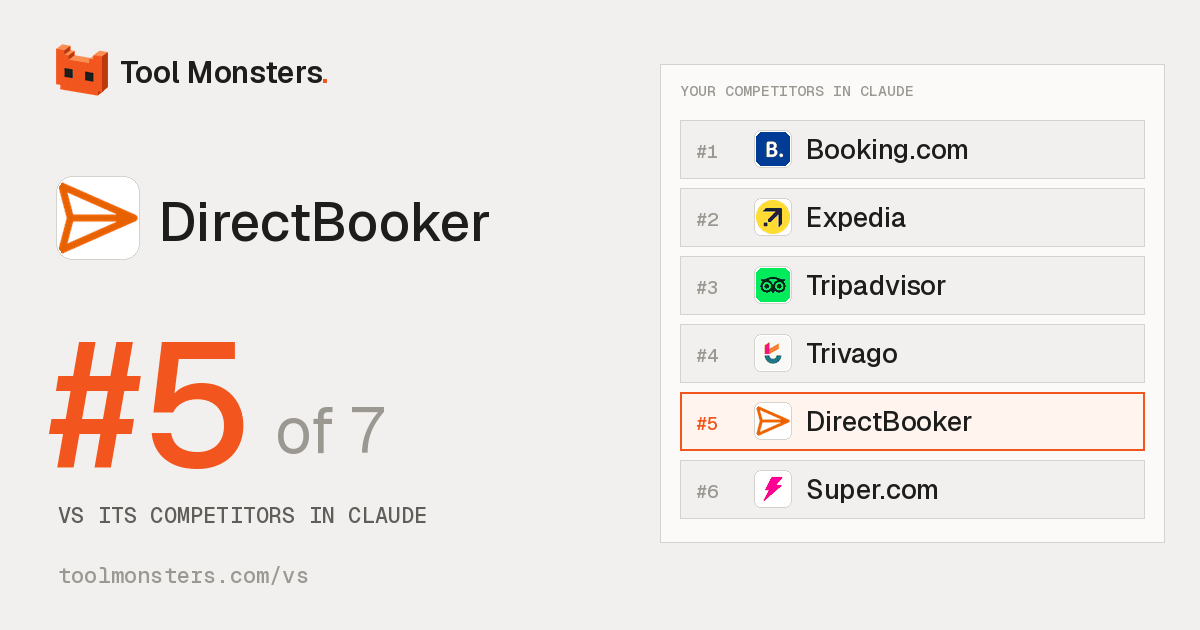 Tool Monsters.
DirectBooker
#5 of 7
VS ITS COMPETITORS IN CLAUDE
toolmonsters.com/vs
YOUR COMPETITORS IN CLAUDE
#1 B. Booking.com
#2 Expedia
#3 Tripadvisor
#4 Trivago
#5 DirectBooker
#6 Super.com